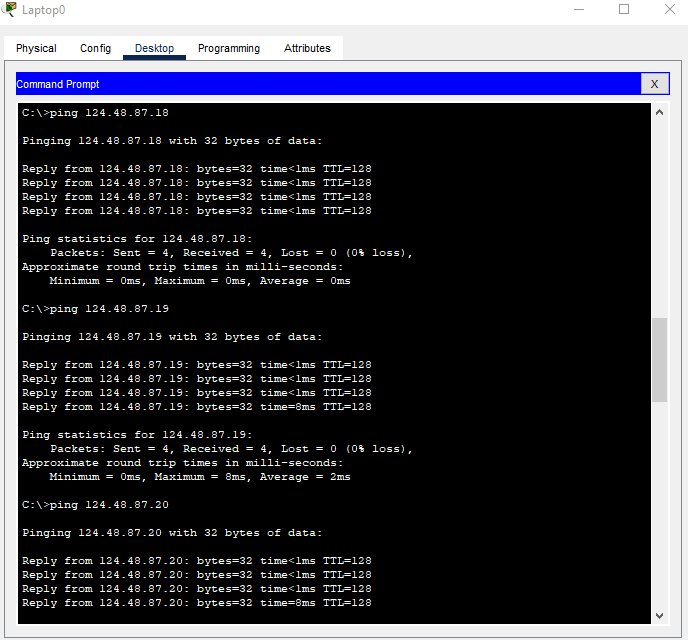 Laptop0
Physical Config Desktop Programming Attributes
Command Prompt X
C:\>ping 124.48.87.18
Pinging 124.48.87.18 with 32 bytes of data:
Reply from 124.48.87.18: bytes=32 time<1ms TTL=128
Reply from 124.48.87.18: bytes=32 time<1ms TTL=128
Reply from 124.48.87.18: bytes=32 time<1ms TTL=128
Reply from 124.48.87.18: bytes=32 time<1ms TTL=128
Ping statistics for 124.48.87.18:
Packets: Sent = 4, Received = 4, Lost = 0 (0% loss),
Approximate round trip times in milli-seconds:
Minimum = 0ms, Maximum = 0ms, Average = 0ms
C:\>ping 124.48.87.19
Pinging 124.48.87.19 with 32 bytes of data:
Reply from 124.48.87.19: bytes=32 time<1ms TTL=128
Reply from 124.48.87.19: bytes=32 time<1ms TTL=128
Reply from 124.48.87.19: bytes=32 time<1ms TTL=128
Reply from 124.48.87.19: bytes=32 time=8ms TTL=128
Ping statistics for 124.48.87.19:
Packets: Sent = 4, Received = 4, Lost = 0 (0% loss),
Approximate round trip times in milli-seconds:
Minimum = 0ms, Maximum = 8ms, Average = 2ms
C:\>ping 124.48.87.20
Pinging 124.48.87.20 with 32 bytes of data:
Reply from 124.48.87.20: bytes=32 time<1ms TTL=128
Reply from 124.48.87.20: bytes=32 time<1ms TTL=128
Reply from 124.48.87.20: bytes=32 time<1ms TTL=128
Reply from 124.48.87.20: bytes=32 time=8ms TTL=128